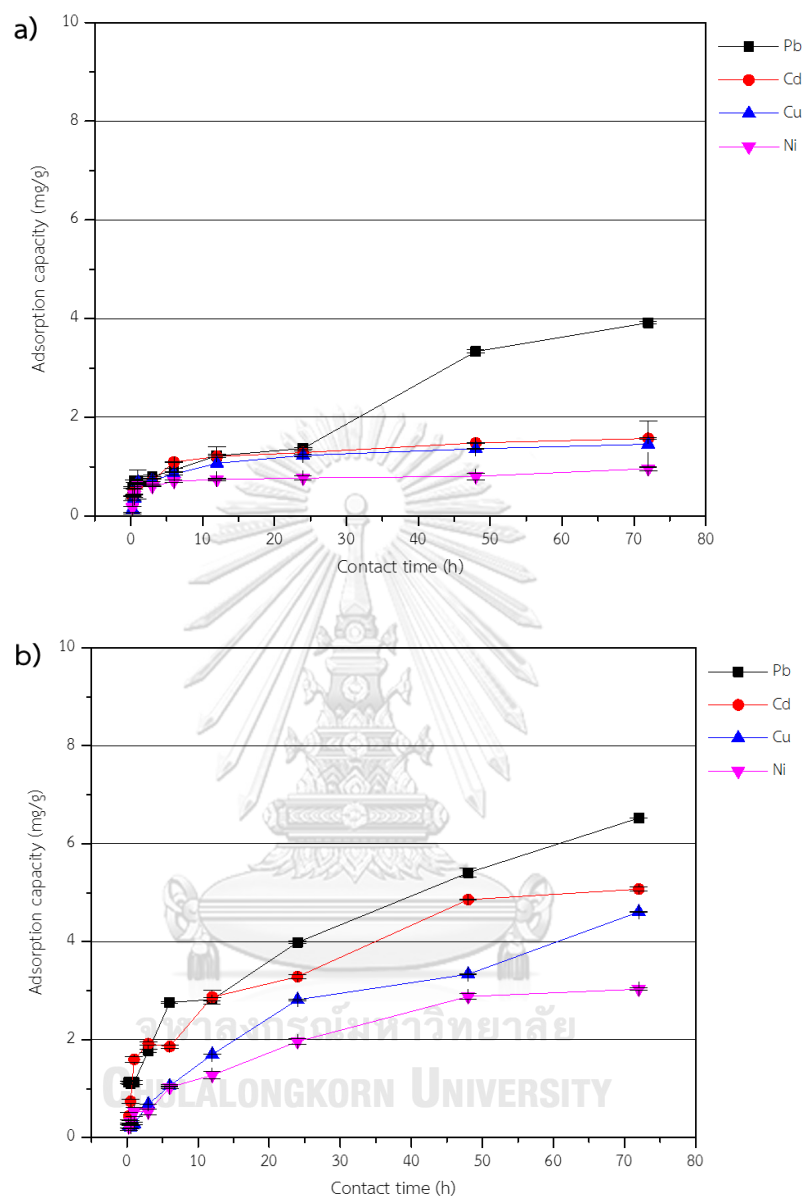 a)
10
8
6
4
2
0
Adsorption capacity (mg/g)
0 10 20 30 40 50 60 70 80
Contact time (h)
Pb
Cd
Cu
Ni
b)
10
8
6
4
2
0
Adsorption capacity (mg/g)
0 10 20 30 40 50 60 70 80
Contact time (h)
Pb
Cd
Cu
Ni
จุฬาลงกรณ์มหาวิทยาลัย
CHULALONGKORN UNIVERSITY